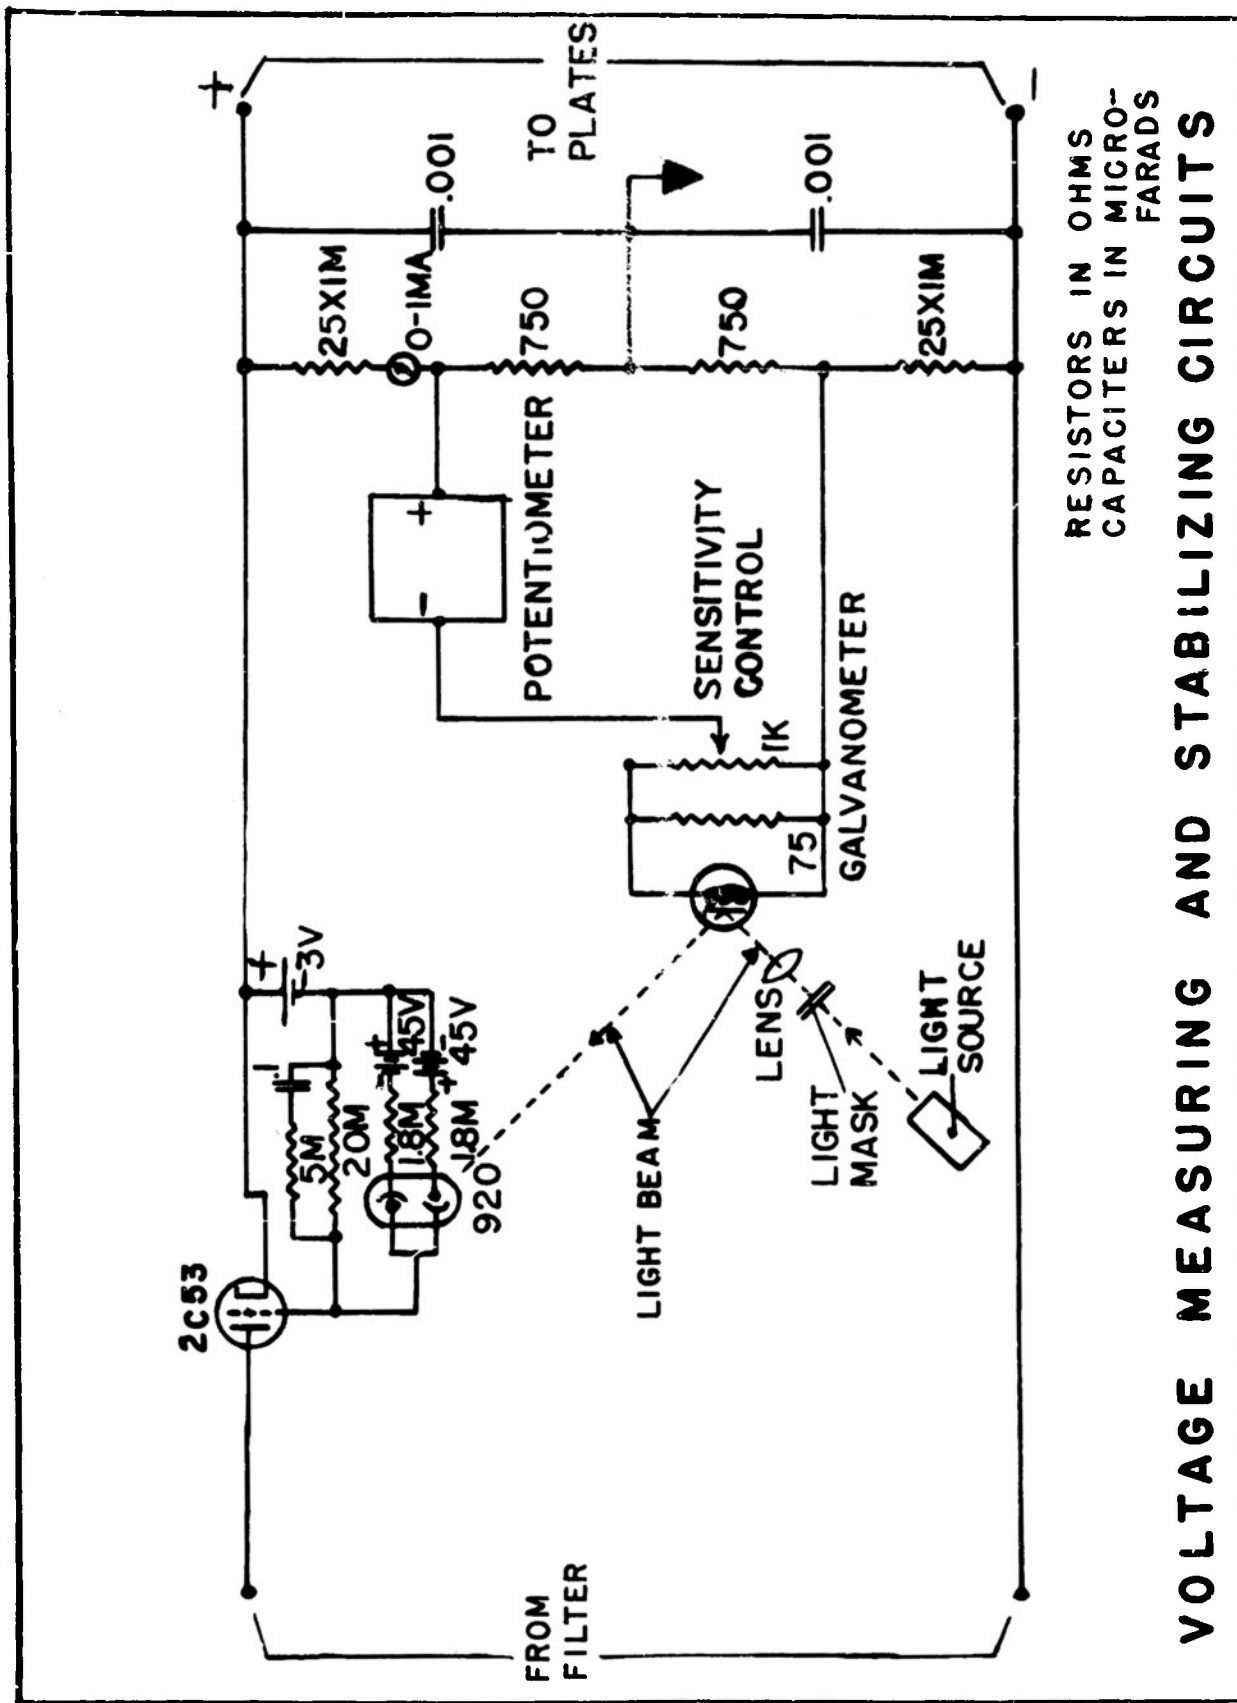 FROM
FILTER
2C53
5M
20M
1.8M
1.8M
920
.1
+
3V
+
45V
-
+
45V
LIGHT BEAM
LIGHT
MASK
LENS
LIGHT
SOURCE
75
1K
GALVANOMETER
SENSITIVITY
CONTROL
-
+
POTENTIOMETER
25X1M
0-1MA
750
750
25X1M
.001
.001
+
TO
PLATES
-
RESISTORS IN OHMS
CAPACITERS IN MICRO-
FARADS
VOLTAGE MEASURING AND STABILIZING CIRCUITS